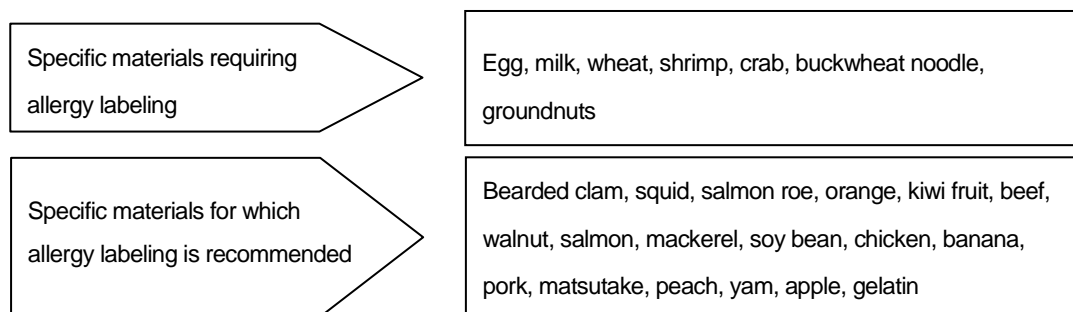 Specific materials requiring
allergy labeling
Egg, milk, wheat, shrimp, crab, buckwheat noodle,
groundnuts
Specific materials for which
allergy labeling is recommended
Bearded clam, squid, salmon roe, orange, kiwi fruit, beef,
walnut, salmon, mackerel, soy bean, chicken, banana,
pork, matsutake, peach, yam, apple, gelatin